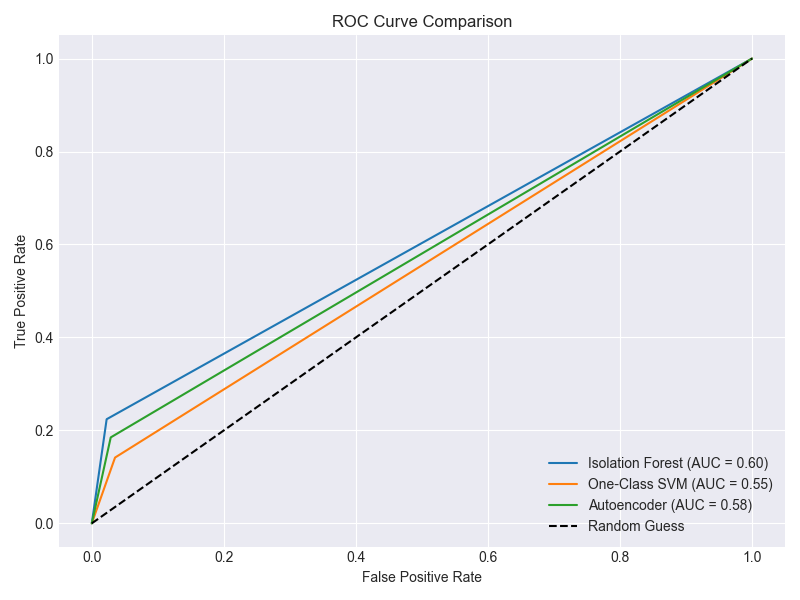 ROC Curve Comparison
1.0
0.8
0.6
0.4
0.2
0.0
True Positive Rate
Isolation Forest (AUC = 0.60)
One-Class SVM (AUC = 0.55)
Autoencoder (AUC = 0.58)
Random Guess
0.0 0.2 0.4 0.6 0.8 1.0
False Positive Rate